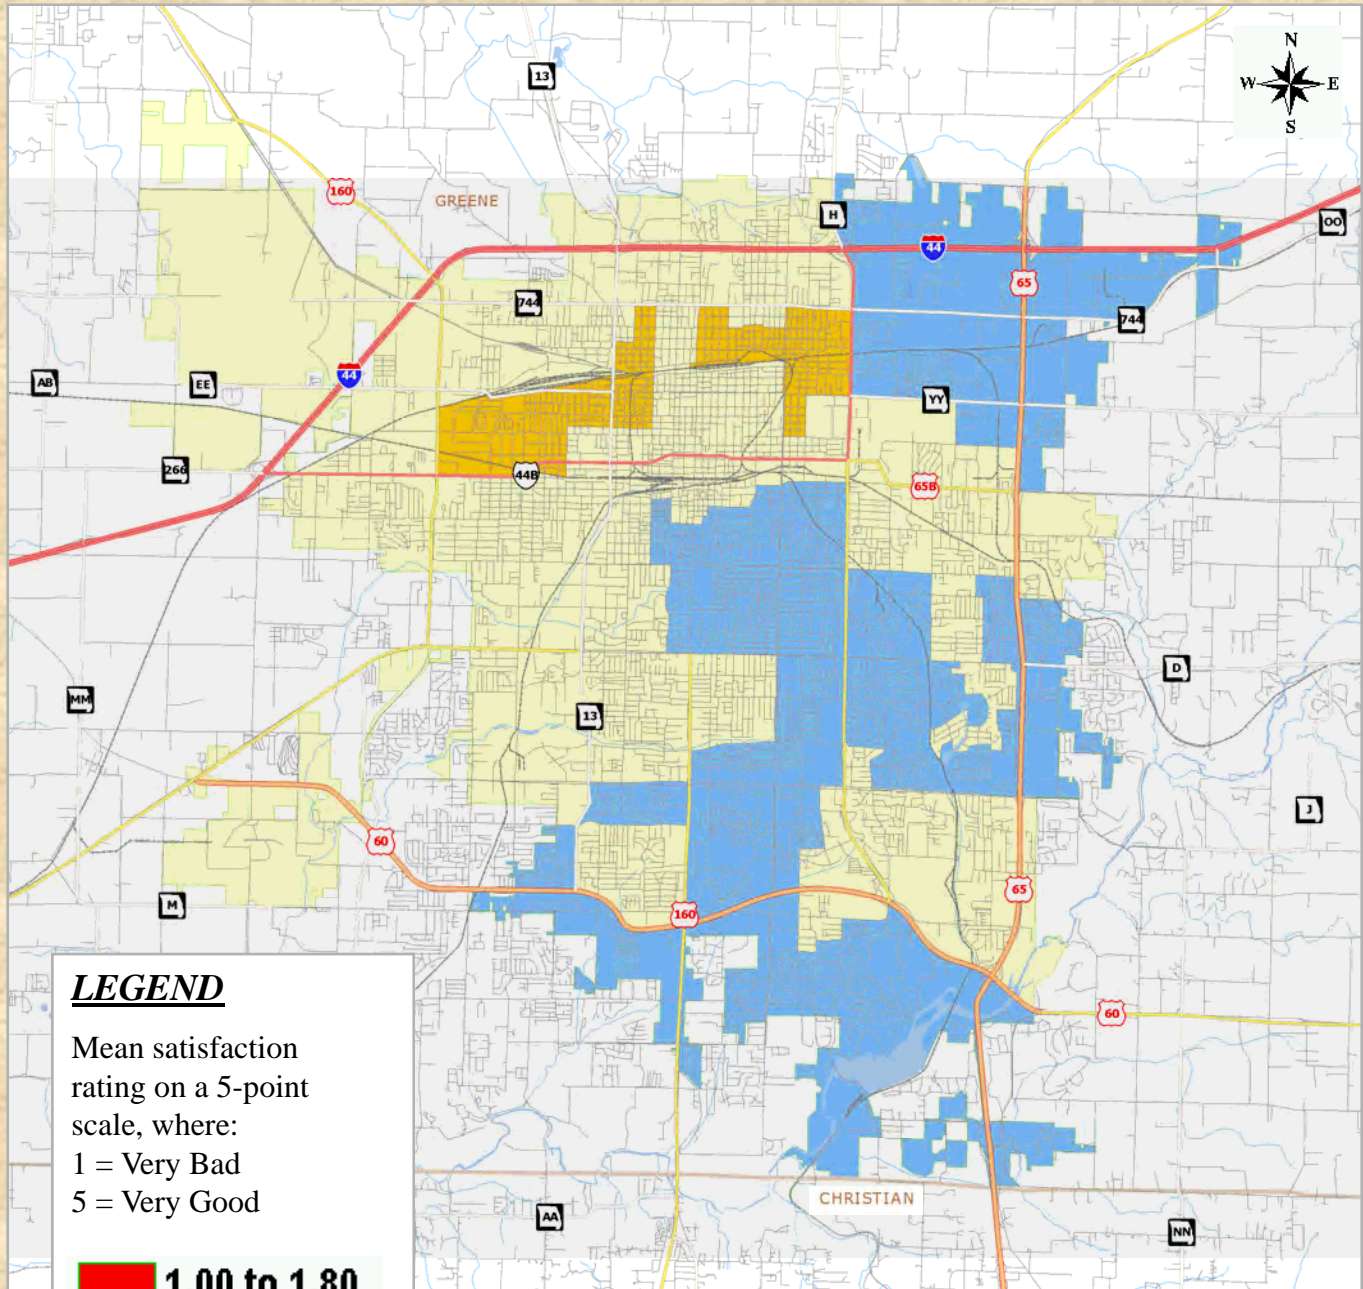 N
W E
S
13
160
GREENE
H
OO
44
65
744
744
44
AB
EE
YY
266
44B
65B
D
MM
13
J
60
65
M
160
60
LEGEND
Mean satisfaction
rating on a 5-point
scale, where:
1 = Very Bad
5 = Very Good
1.00 to 1.80
CHRISTIAN
AA
NN